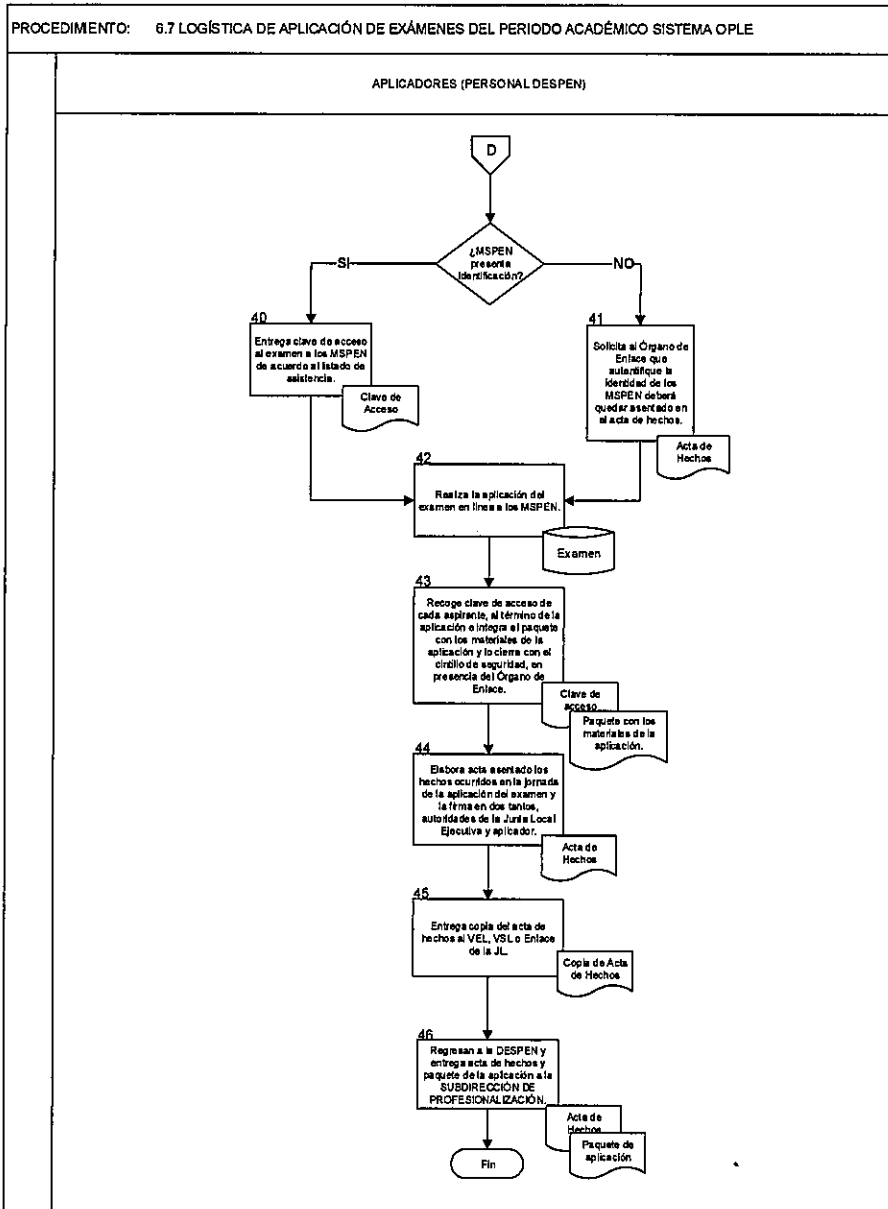 PROCEDIMIENTO: 6.7 LOGÍSTICA DE APLICACIÓN DE EXÁMENES DEL PERIODO ACADÉMICO SISTEMA OPLE
APLICADORES (PERSONAL DESPEN)
D
¿MSPEN
presenta
identificación?
SI
NO
40
Entrega clave de acceso
al examen a los MSPEN
de acuerdo al listado de
asistencia.
Clave de
Acceso
41
Solicita al Órgano de
Enlace que
autentifique la
identidad de los
MSPEN deberá
quedar asentado en
el acta de hechos.
Acta de
Hechos
42
Realiza la aplicación del
examen en línea a los MSPEN.
Examen
43
Recoge clave de acceso de
cada aspirante, al término de la
aplicación e integra el paquete
con los materiales de la
aplicación y lo cierra con el
cintillo de seguridad, en
presencia del Órgano de
Enlace.
Clave de
acceso
Paquete con los
materiales de la
aplicación.
44
Elabora acta asentado los
hechos ocurridos en la jornada
de la aplicación del examen y
la firma en dos tantos,
autoridades de la Junta Local
Ejecutiva y aplicador.
Acta de
Hechos
45
Entrega copia del acta de
hechos al VEL, VSL o Enlace
de la JL.
Copia de Acta
de Hechos
46
Regresan a la DESPEN y
entrega acta de hechos y
paquete de la aplicación a la
SUBDIRECCIÓN DE
PROFESIONALIZACIÓN.
Acta de
Hechos
Paquete de
aplicación
Fin